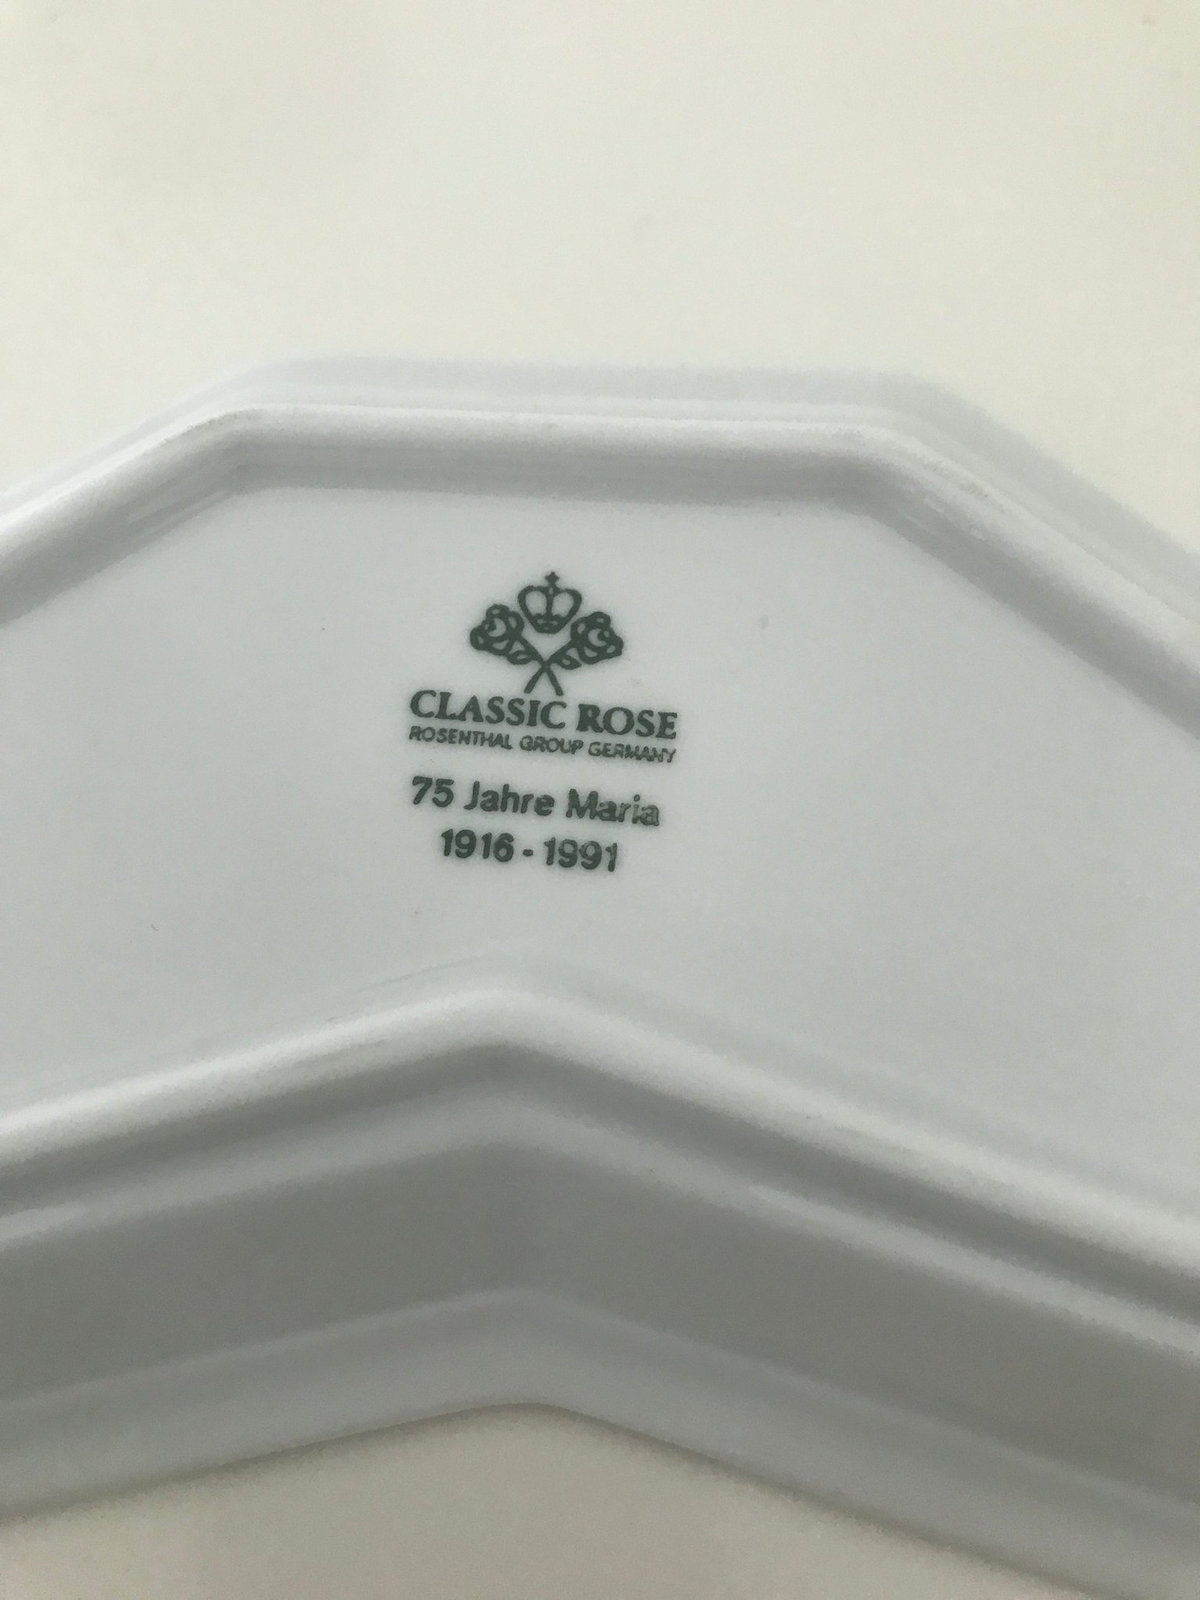 CLASSIC ROSE
ROSENTHAL GROUP GERMANY
75 Jahre Maria
1916 - 1991